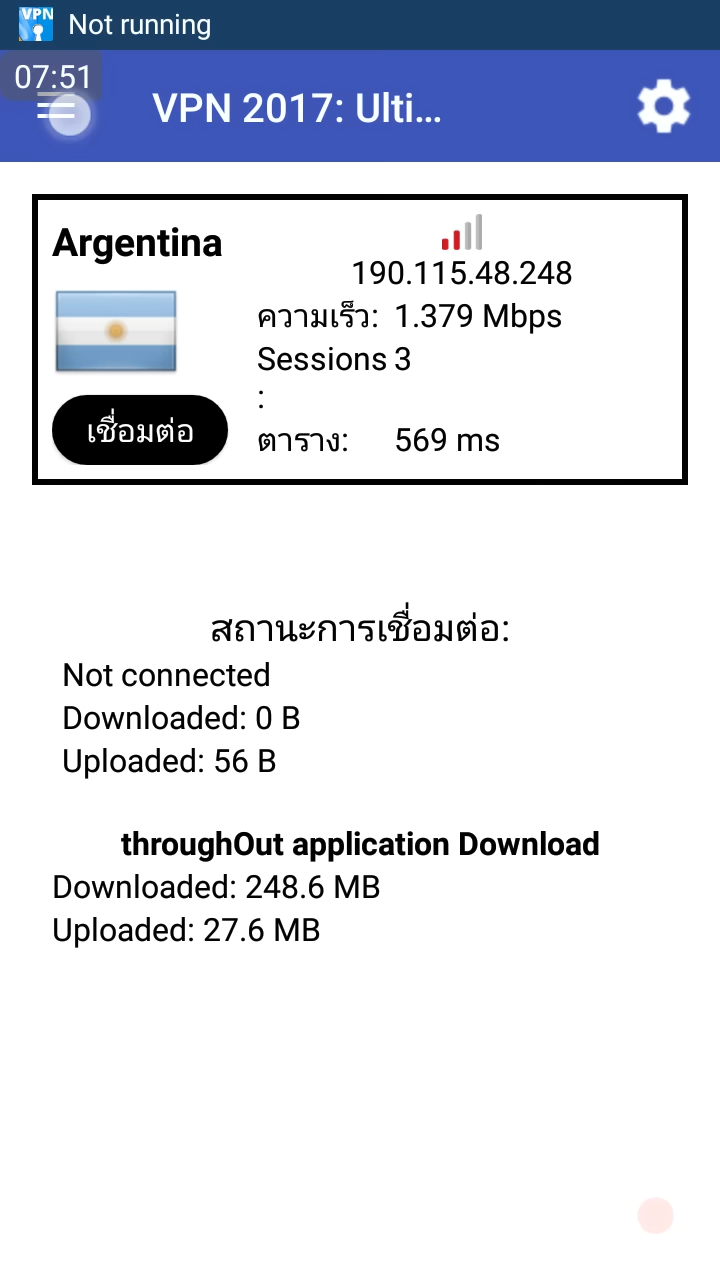 VPN Not running
07:51
VPN 2017: Ulti...
Argentina
190.115.48.248
ความเร็ว: 1.379 Mbps
Sessions 3
:
เชื่อมต่อ
ตาราง: 569 ms
สถานะการเชื่อมต่อ:
Not connected
Downloaded: 0 B
Uploaded: 56 B
throughOut application Download
Downloaded: 248.6 MB
Uploaded: 27.6 MB